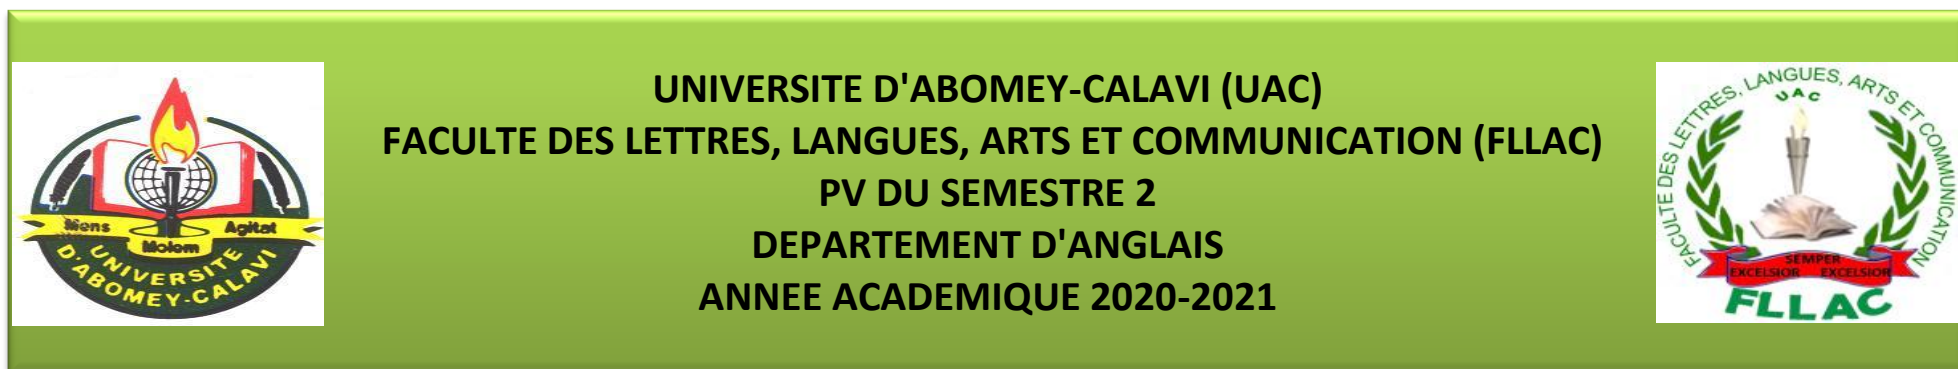 UNIVERSITE D'ABOMEY-CALAVI (UAC)
FACULTE DES LETTRES, LANGUES, ARTS ET COMMUNICATION (FLLAC)
PV DU SEMESTRE 2
DEPARTEMENT D'ANGLAIS
ANNEE ACADEMIQUE 2020-2021
Mens Agitat
Molem
UNIVERSITE
D'ABOMEY-CALAVI
FACULTE DES LETTRES, LANGUES, ARTS ET COMMUNICATION
UAC
SEMPER
EXCELSIOR EXCELSIOR
FLLAC